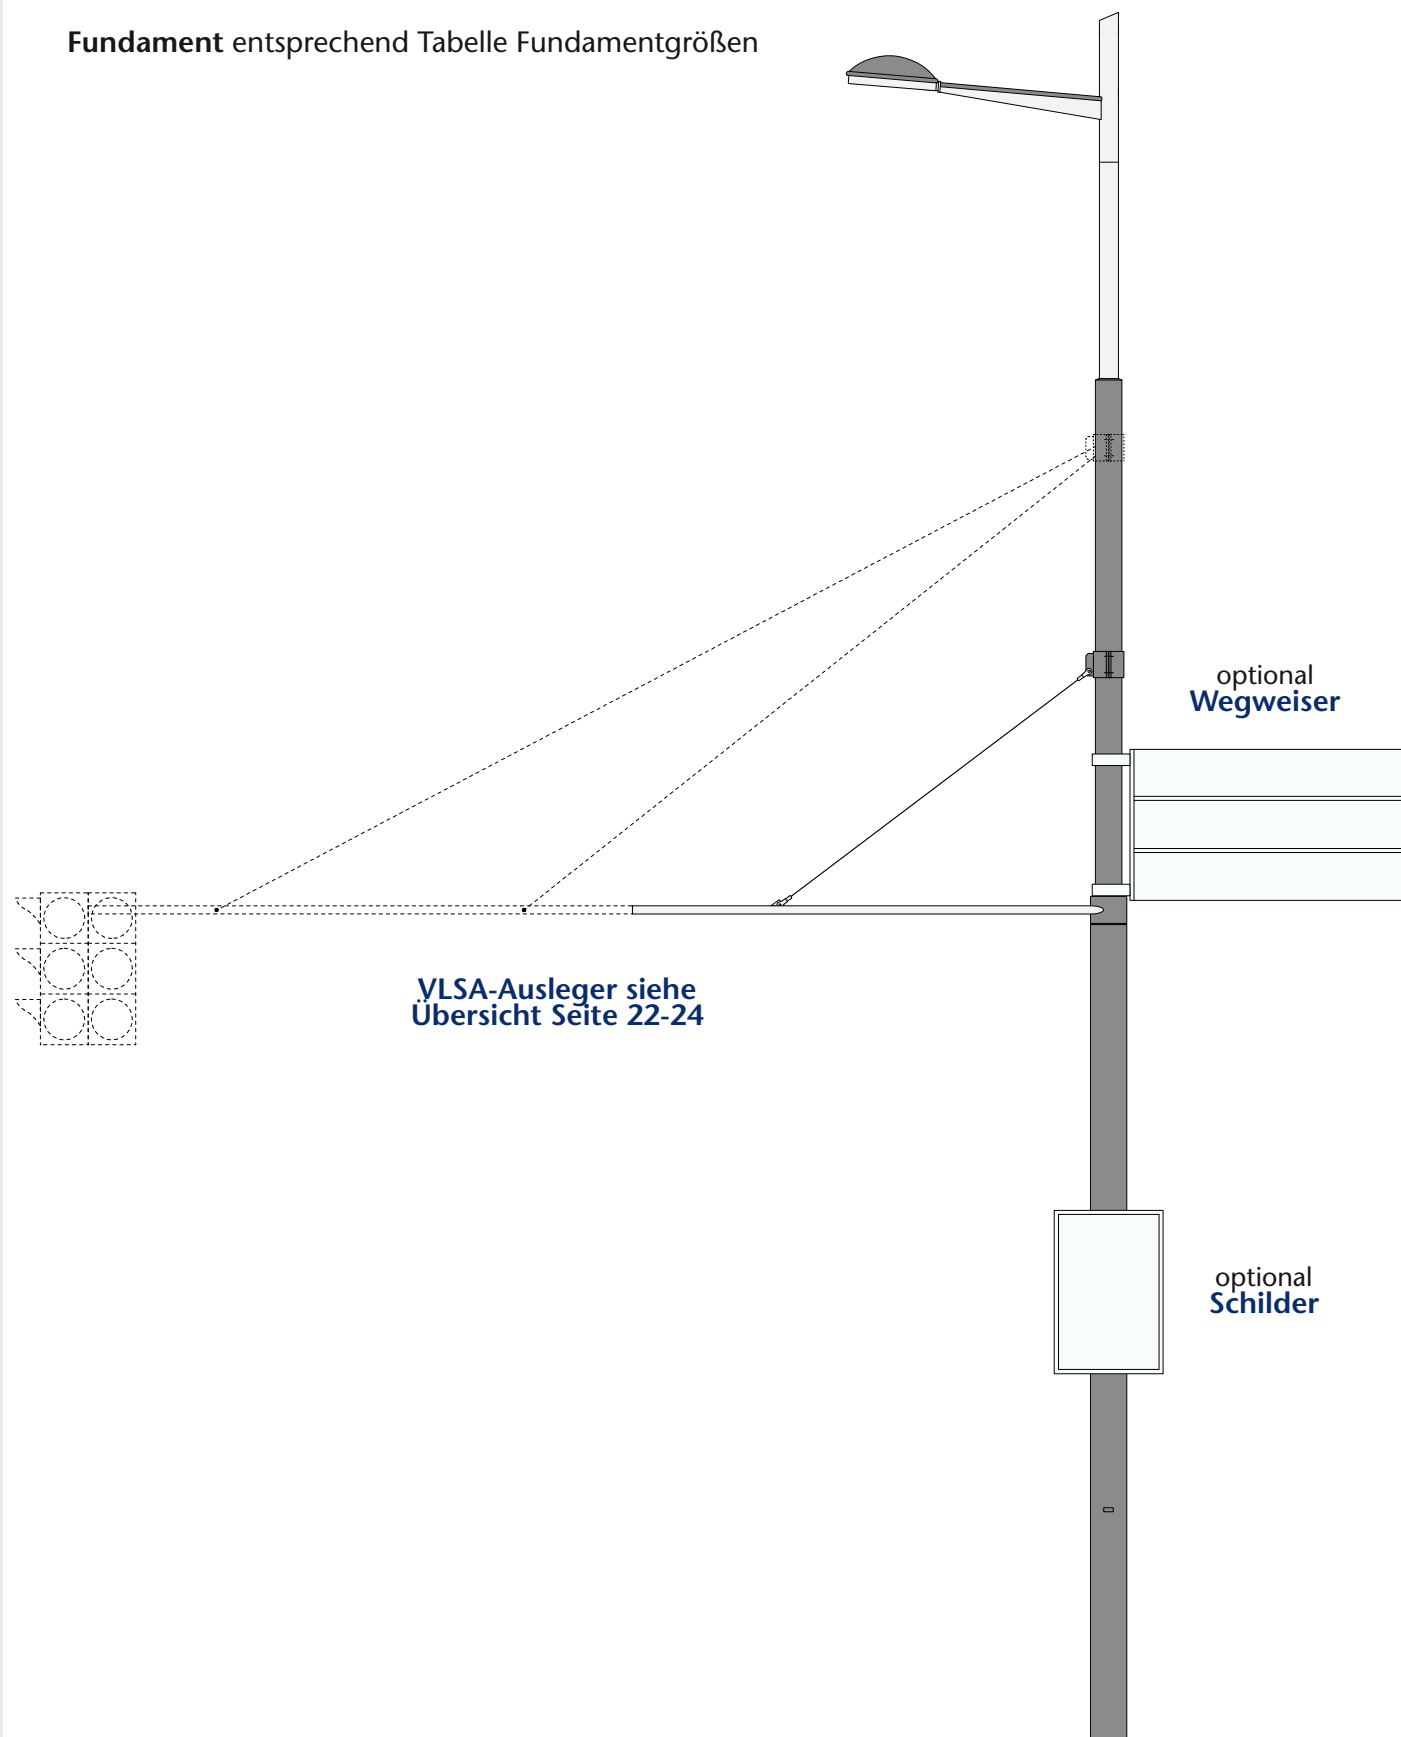 Fundament entsprechend Tabelle Fundamentgrößen
optional
Wegweiser
VLSA-Ausleger siehe
Übersicht Seite 22-24
optional
Schilder